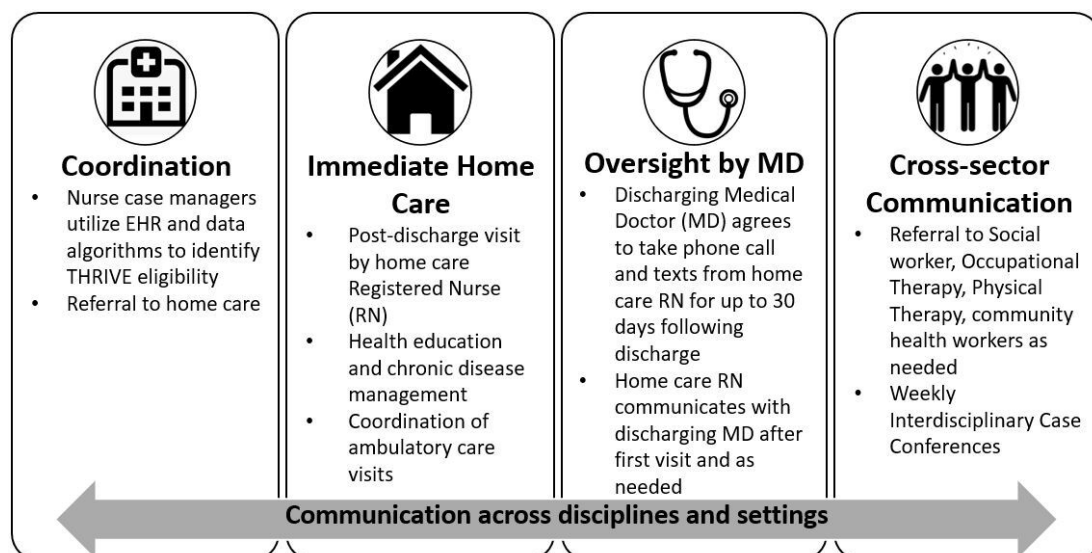 Coordination
• Nurse case managers
utilize EHR and data
algorithms to identify
THRIVE eligibility
• Referral to home care
Immediate Home
Care
• Post-discharge visit
by home care
Registered Nurse
(RN)
• Health education
and chronic disease
management
• Coordination of
ambulatory care
visits
Oversight by MD
• Discharging Medical
Doctor (MD) agrees
to take phone call
and texts from home
care RN for up to 30
days following
discharge
• Home care RN
communicates with
discharging MD after
first visit and as
needed
Cross-sector
Communication
• Referral to Social
worker, Occupational
Therapy, Physical
Therapy, community
health workers as
needed
• Weekly
Interdisciplinary Case
Conferences
Communication across disciplines and settings